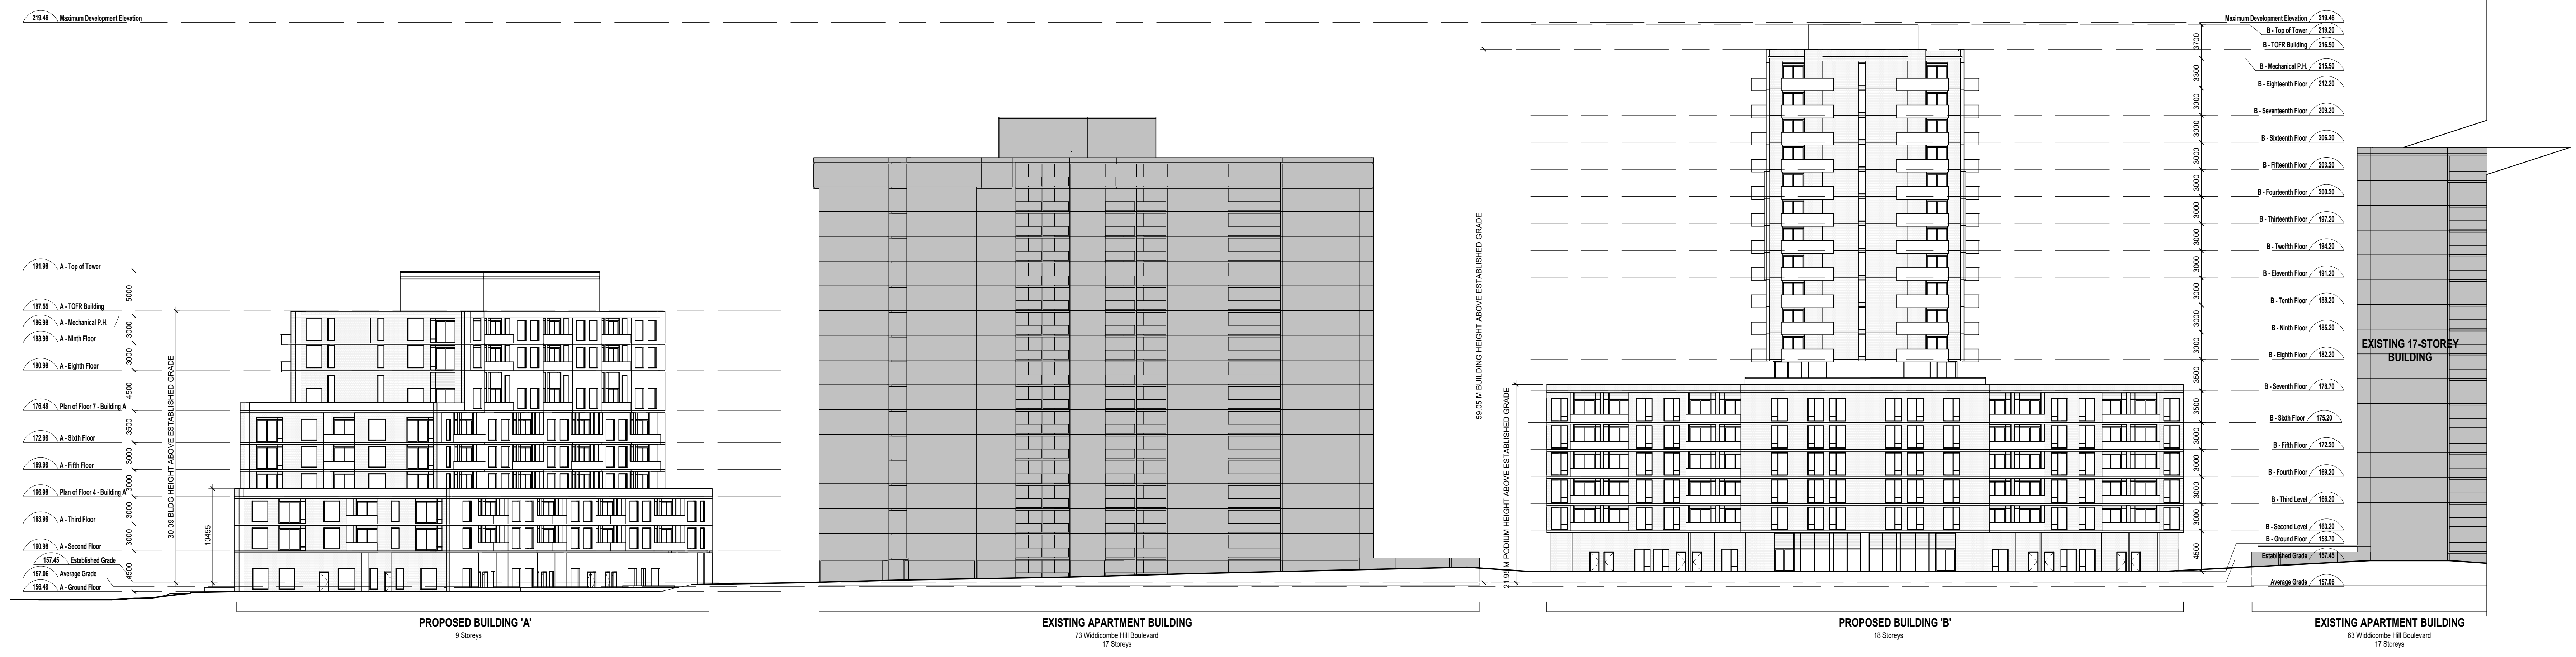 219.46 Maximum Development Elevation
191.98 A - Top of Tower
187.55 A - TOFR Building
186.98 A - Mechanical P.H.
183.98 A - Ninth Floor
180.98 A - Eighth Floor
176.48 Plan of Floor 7 - Building A
172.98 A - Sixth Floor
169.98 A - Fifth Floor
166.98 Plan of Floor 4 - Building A
163.98 A - Third Floor
160.98 A - Second Floor
157.45 Established Grade
157.06 Average Grade
156.48 A - Ground Floor
5000
3000
3000
4500
3500
3000
3000
3000
3000
4500
30.09 BLDG HEIGHT ABOVE ESTABLISHED GRADE
10455
59.05 M BUILDING HEIGHT ABOVE ESTABLISHED GRADE
21.95 M PODIUM HEIGHT ABOVE ESTABLISHED GRADE
3700
3300
3000
3000
3000
3000
3000
3000
3000
3000
3000
3000
3500
3500
3000
3000
3000
3000
4500
Maximum Development Elevation 219.46
B - Top of Tower 219.20
B - TOFR Building 216.50
B - Mechanical P.H. 215.50
B - Eighteenth Floor 212.20
B - Seventeenth Floor 209.20
B - Sixteenth Floor 206.20
B - Fifteenth Floor 203.20
B - Fourteenth Floor 200.20
B - Thirteenth Floor 197.20
B - Twelfth Floor 194.20
B - Eleventh Floor 191.20
B - Tenth Floor 188.20
B - Ninth Floor 185.20
B - Eighth Floor 182.20
B - Seventh Floor 178.70
B - Sixth Floor 175.20
B - Fifth Floor 172.20
B - Fourth Floor 169.20
B - Third Level 166.20
B - Second Level 163.20
B - Ground Floor 158.70
Established Grade 157.45
Average Grade 157.06
EXISTING 17-STOREY
BUILDING
PROPOSED BUILDING 'A'
9 Storeys
EXISTING APARTMENT BUILDING
73 Widdicombe Hill Boulevard
17 Storeys
PROPOSED BUILDING 'B'
18 Storeys
EXISTING APARTMENT BUILDING
63 Widdicombe Hill Boulevard
17 Storeys